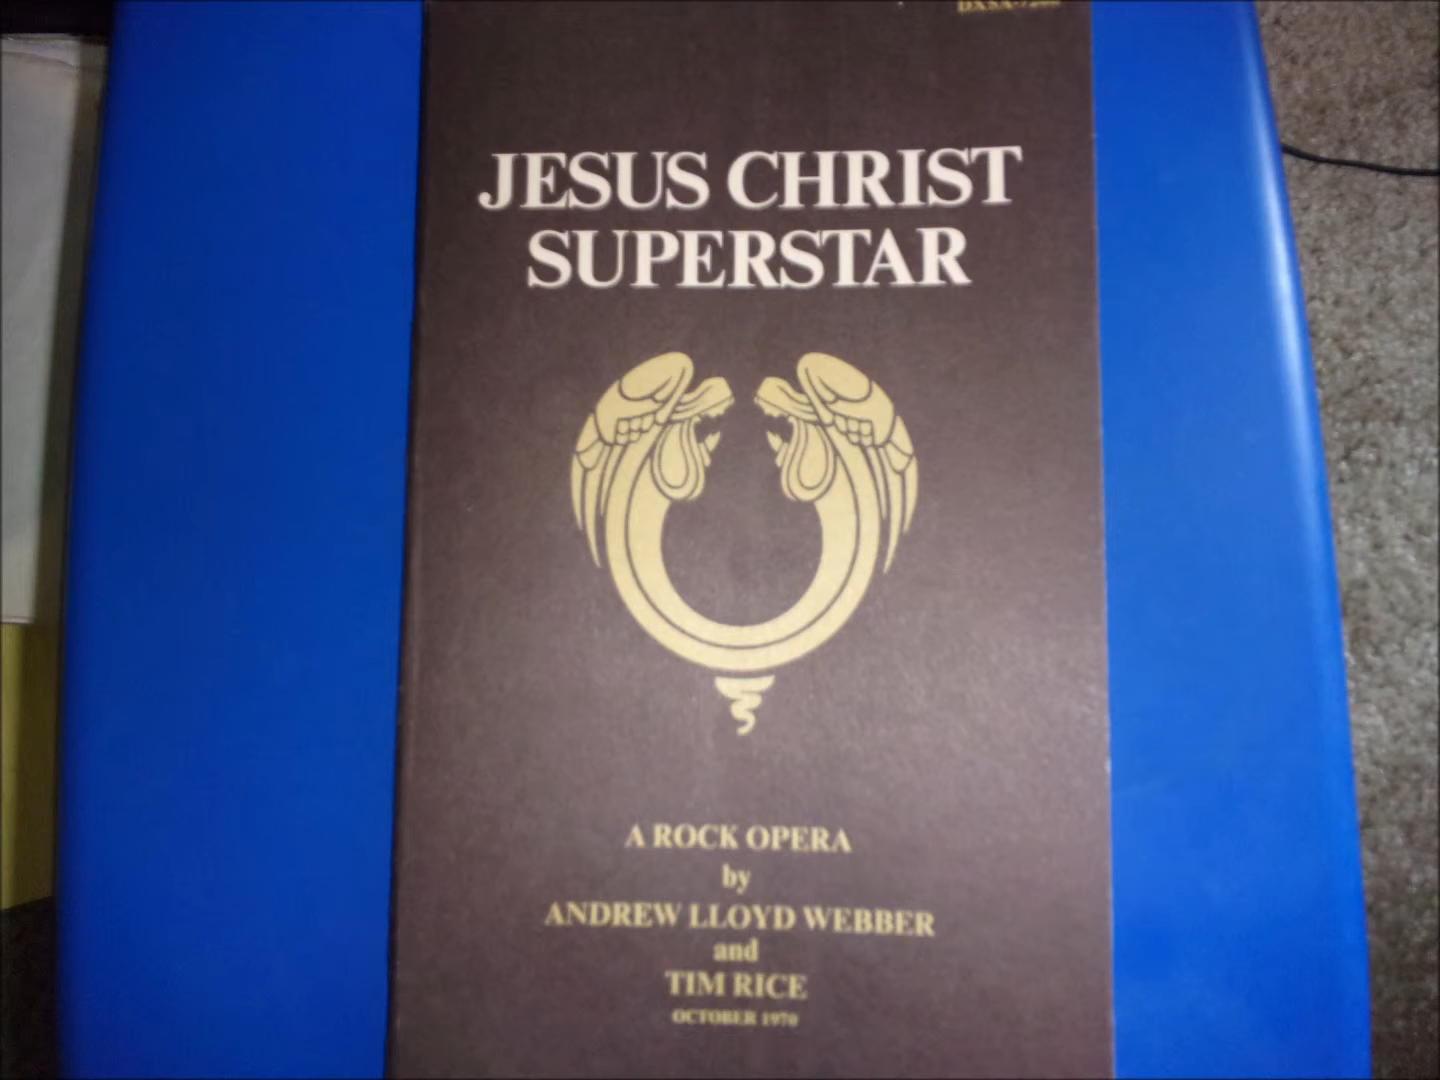 JESUS CHRIST
SUPERSTAR
A ROCK OPERA
by
ANDREW LLOYD WEBBER
and
TIM RICE
OCTOBER 1970